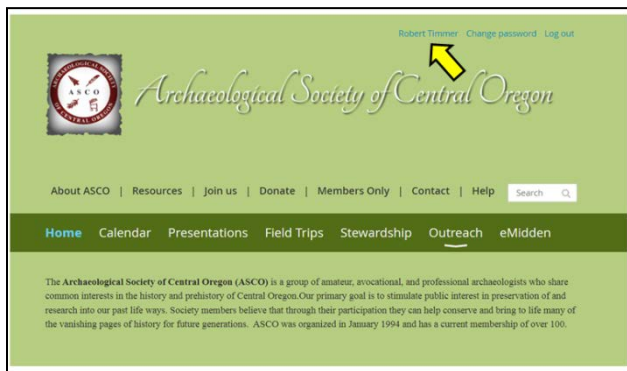 Robert Timmer Change password Log out
ARCHAEOLOGICAL SOCIETY
ASCO
OF CENTRAL OREGON
Archaeological Society of Central Oregon
About ASCO | Resources | Join us | Donate | Members Only | Contact | Help Search
Home Calendar Presentations Field Trips Stewardship Outreach eMidden
The Archaeological Society of Central Oregon (ASCO) is a group of amateur, avocational, and professional archaeologists who share
common interests in the history and prehistory of Central Oregon.Our primary goal is to stimulate public interest in preservation of and
research into our past life ways. Society members believe that through their participation they can help conserve and bring to life many of
the vanishing pages of history for future generations. ASCO was organized in January 1994 and has a current membership of over 100.